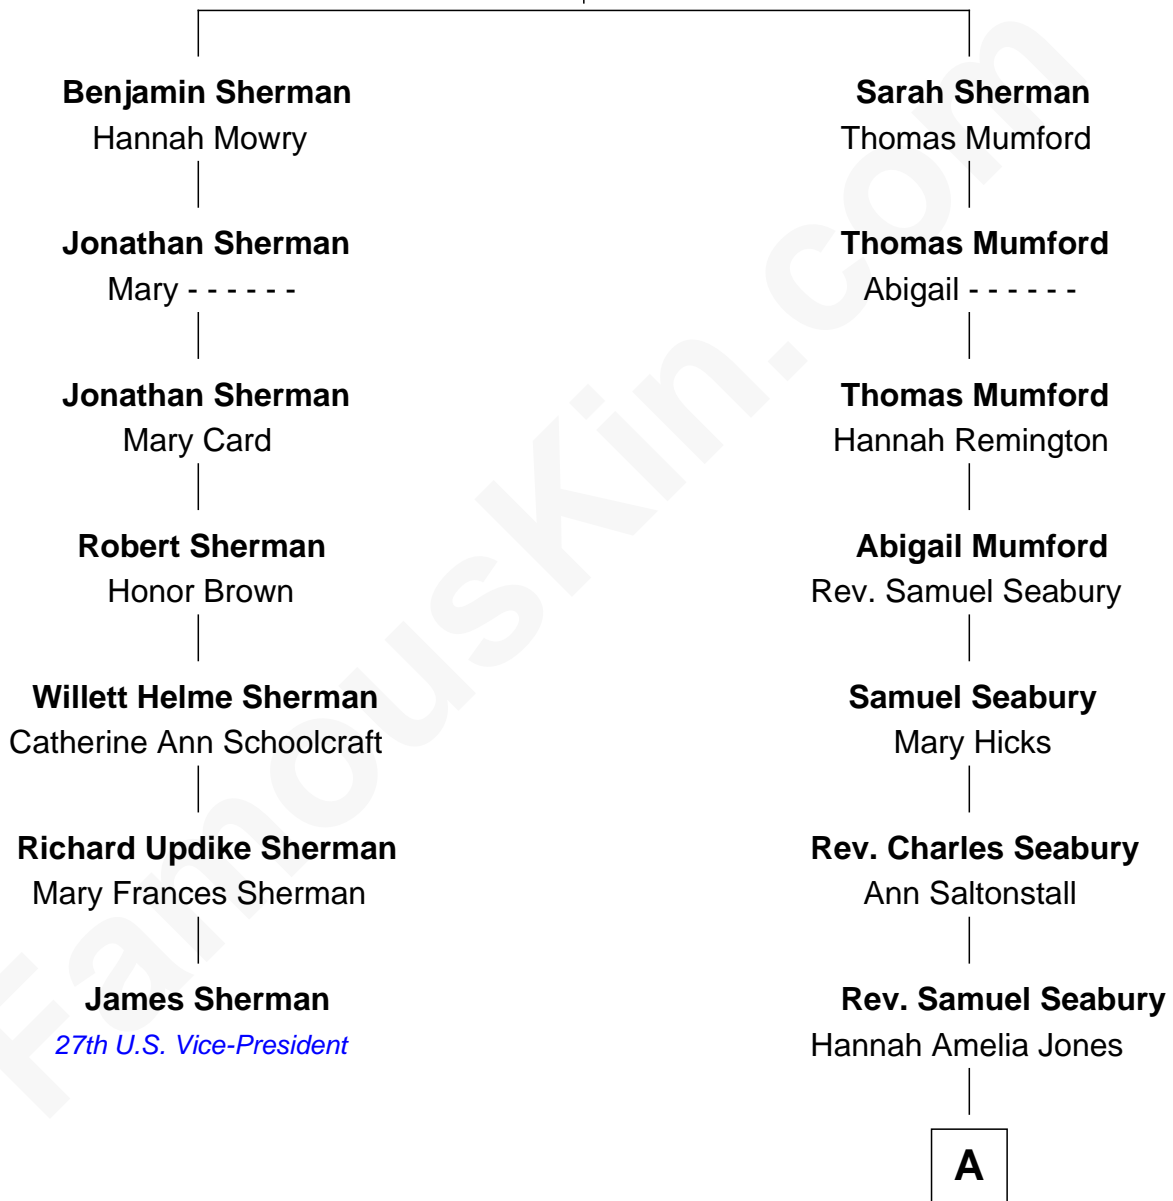 Benjamin Sherman
Hannah Mowry
Sarah Sherman
Thomas Mumford
Jonathan Sherman
Mary - - - - - -
Thomas Mumford
Abigail - - - - - -
Jonathan Sherman
Mary Card
Thomas Mumford
Hannah Remington
Robert Sherman
Honor Brown
Abigail Mumford
Rev. Samuel Seabury
Willett Helme Sherman
Catherine Ann Schoolcraft
Samuel Seabury
Mary Hicks
Richard Updike Sherman
Mary Frances Sherman
Rev. Charles Seabury
Ann Saltonstall
James Sherman
27th U.S. Vice-President
Rev. Samuel Seabury
Hannah Amelia Jones
A
FamousKin.com